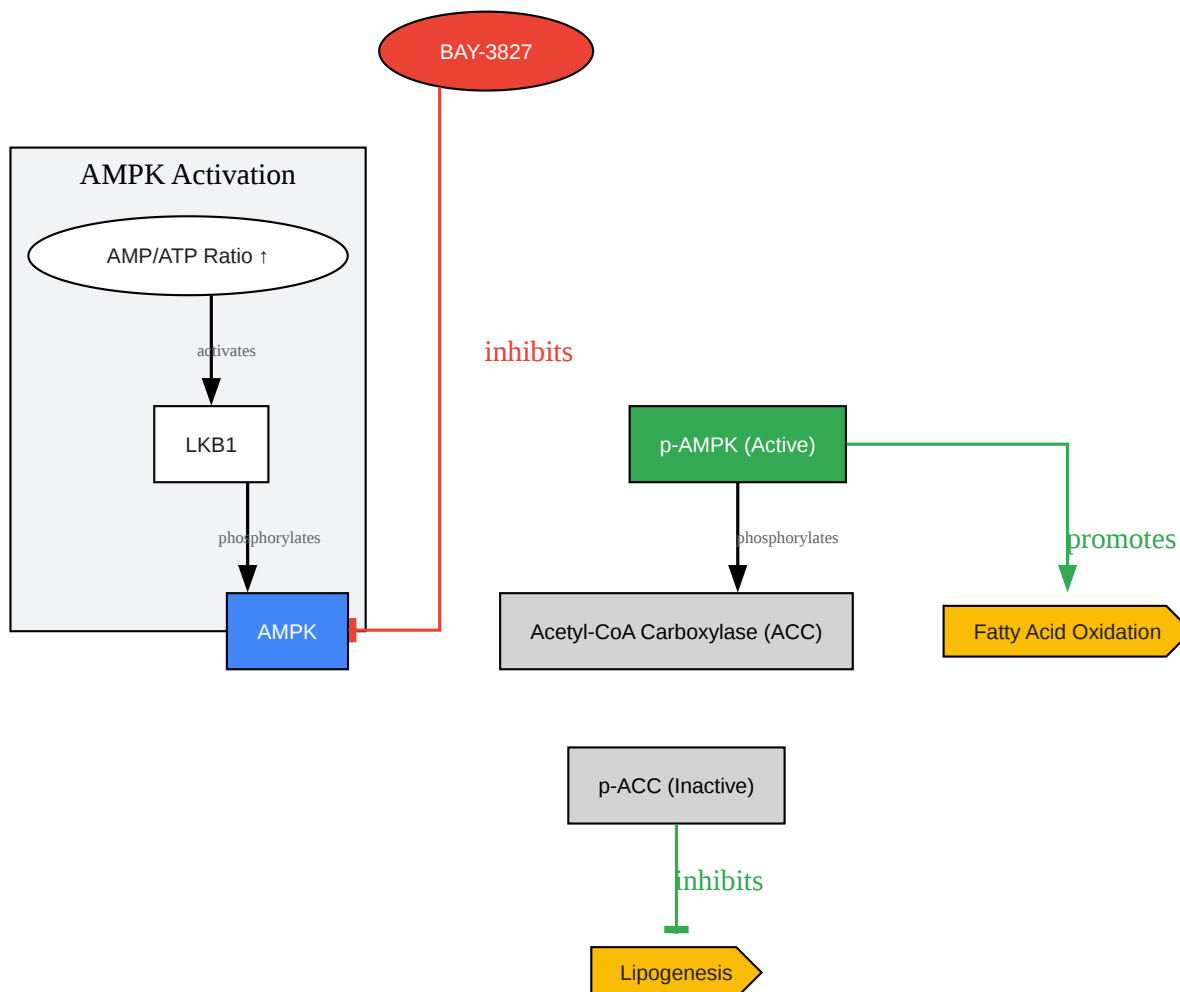 BAY-3827
AMPK Activation
AMP/ATP Ratio ↑
activates
inhibits
LKB1
p-AMPK (Active)
phosphorylates
phosphorylates
promotes
AMPK
Acetyl-CoA Carboxylase (ACC)
Fatty Acid Oxidation
p-ACC (Inactive)
inhibits
Lipogenesis